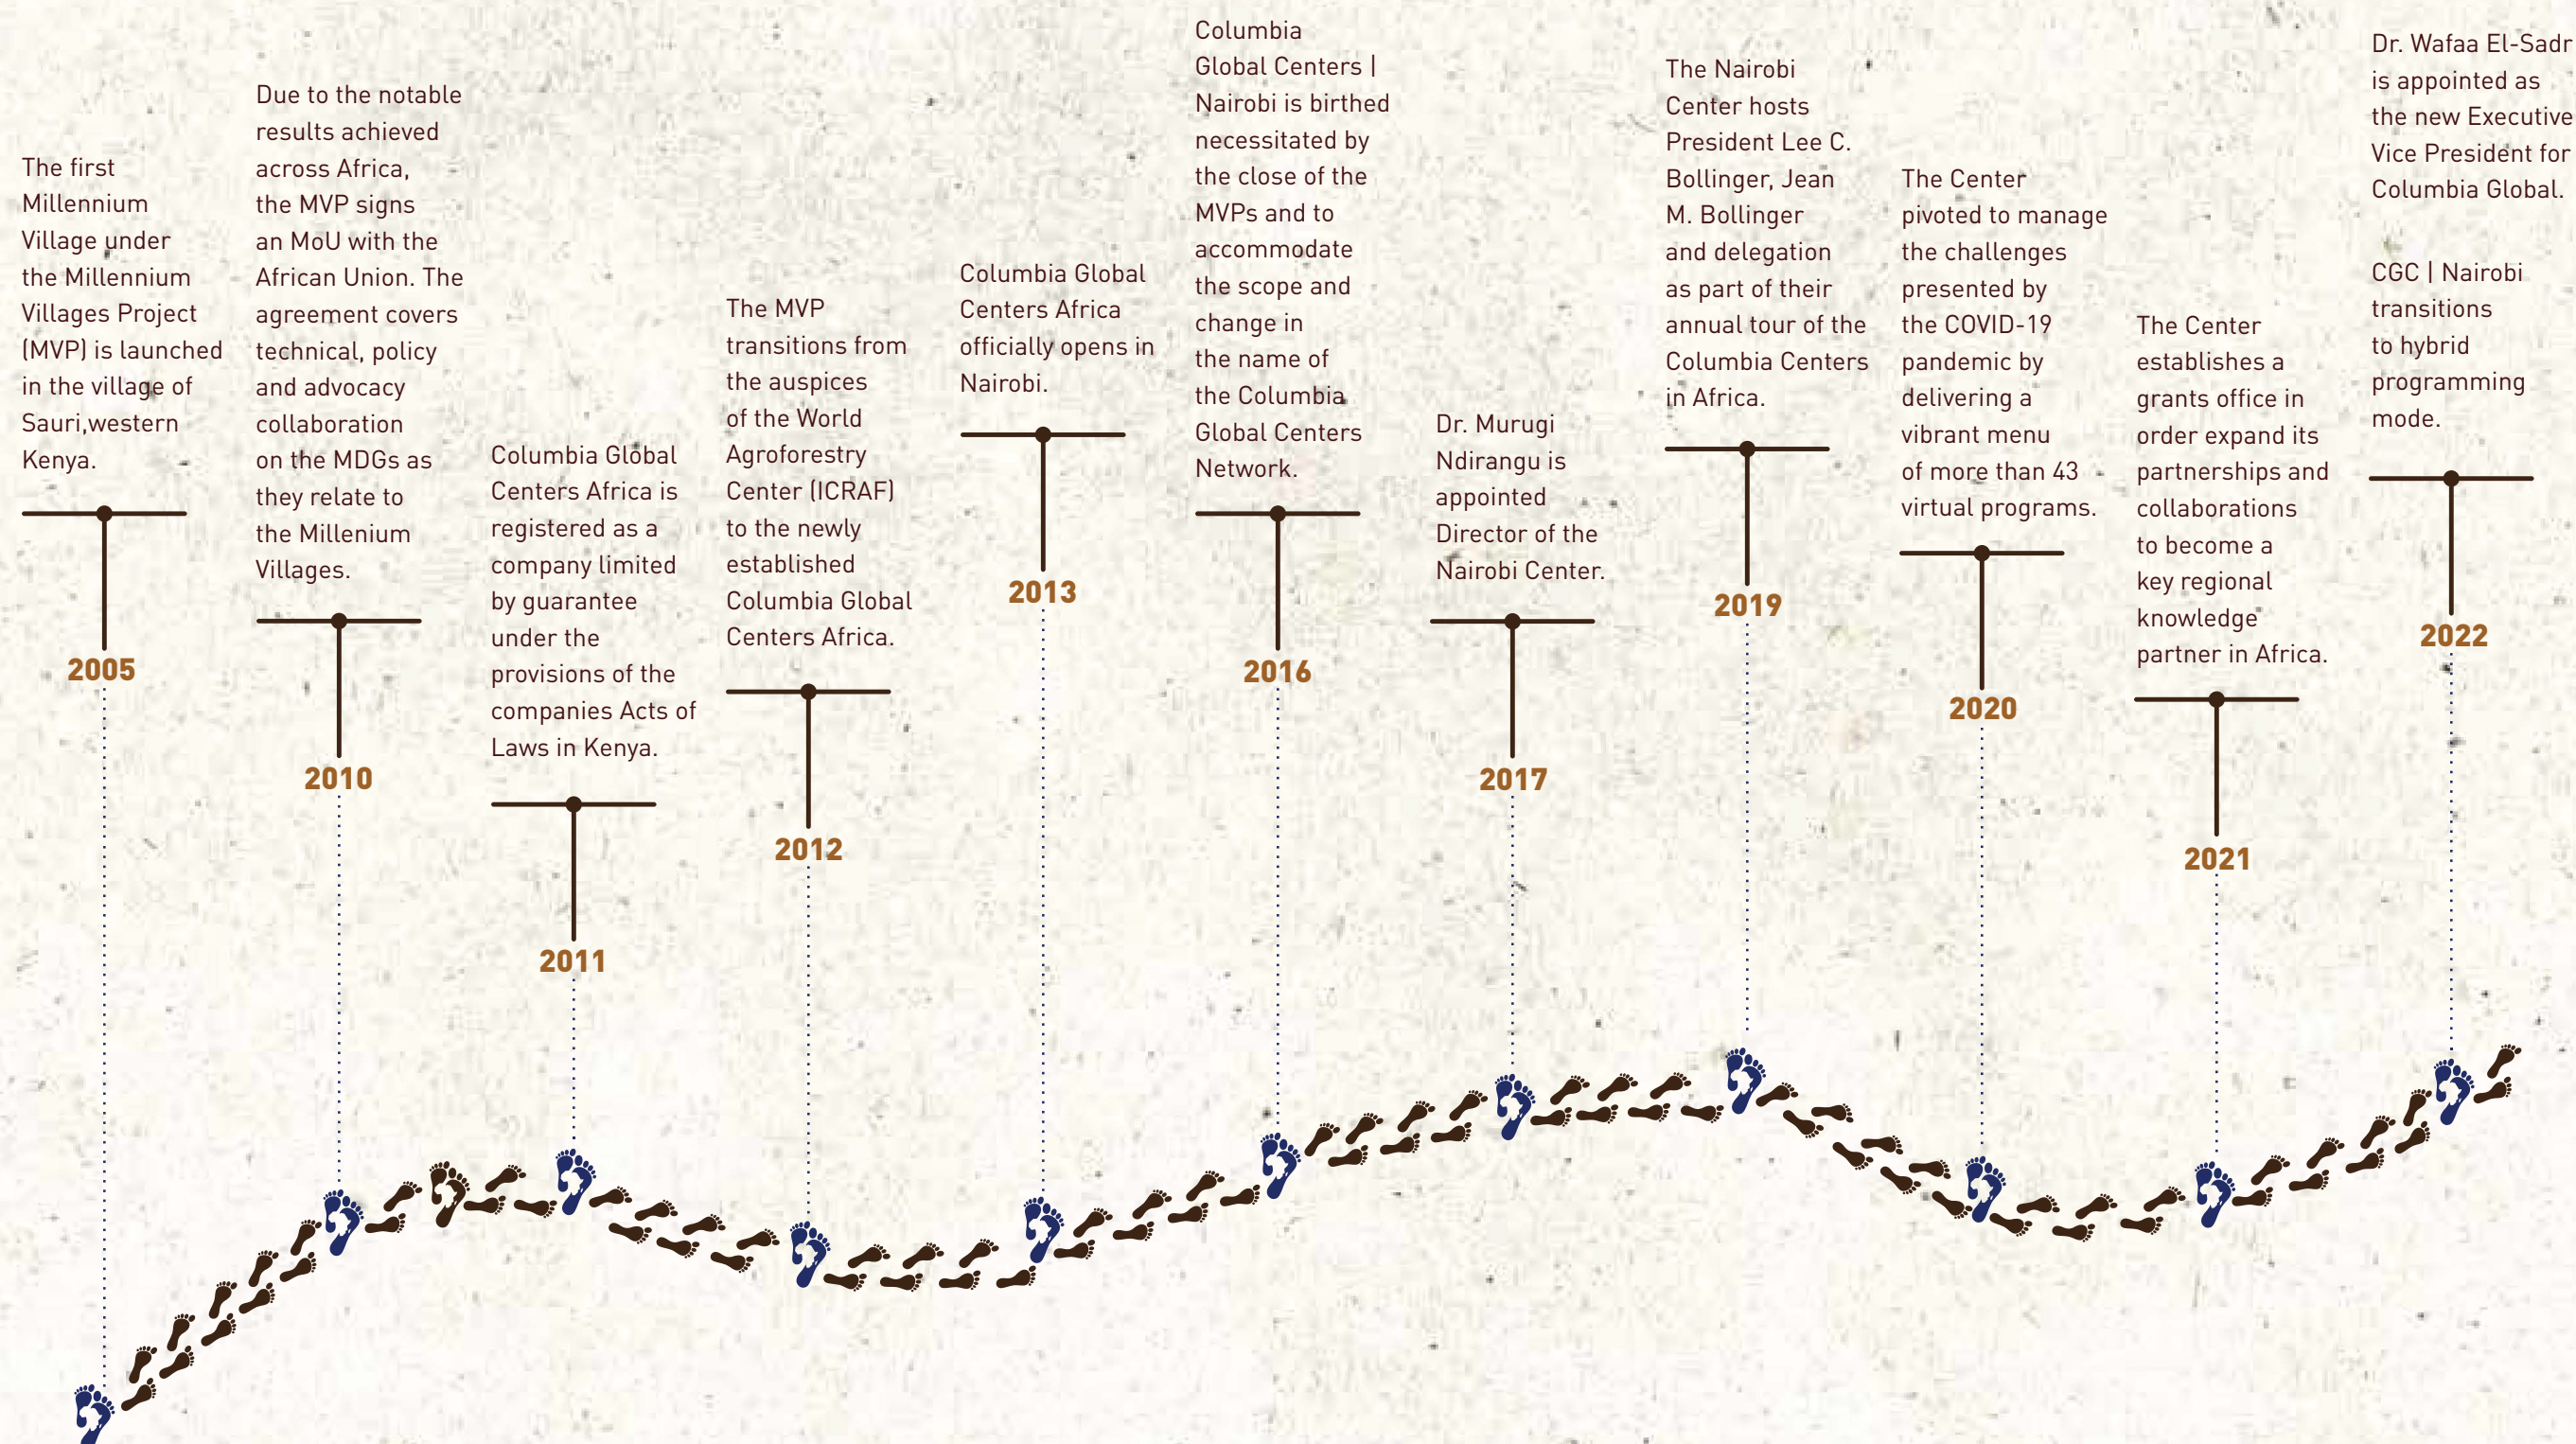 The first
Millennium
Village under
the Millennium
Villages Project
(MVP) is launched
in the village of
Sauri,western
Kenya.
2005
Due to the notable
results achieved
across Africa,
the MVP signs
an MoU with the
African Union. The
agreement covers
technical, policy
and advocacy
collaboration
on the MDGs as
they relate to
the Millenium
Villages.
2010
Columbia Global
Centers Africa is
registered as a
company limited
by guarantee
under the
provisions of the
companies Acts of
Laws in Kenya.
2011
The MVP
transitions from
the auspices
of the World
Agroforestry
Center (ICRAF)
to the newly
established
Columbia Global
Centers Africa.
2012
Columbia Global
Centers Africa
officially opens in
Nairobi.
2013
Columbia
Global Centers |
Nairobi is birthed
necessitated by
the close of the
MVPs and to
accommodate
the scope and
change in
the name of
the Columbia
Global Centers
Network.
2016
Dr. Murugi
Ndirangu is
appointed
Director of the
Nairobi Center.
2017
The Nairobi
Center hosts
President Lee C.
Bollinger, Jean
M. Bollinger
and delegation
as part of their
annual tour of the
Columbia Centers
in Africa.
2019
The Center
pivoted to manage
the challenges
presented by
the COVID-19
pandemic by
delivering a
vibrant menu
of more than 43
virtual programs.
2020
The Center
establishes a
grants office in
order expand its
partnerships and
collaborations
to become a
key regional
knowledge
partner in Africa.
2021
Dr. Wafaa El-Sadr
is appointed as
the new Executive
Vice President for
Columbia Global.
CGC | Nairobi
transitions
to hybrid
programming
mode.
2022